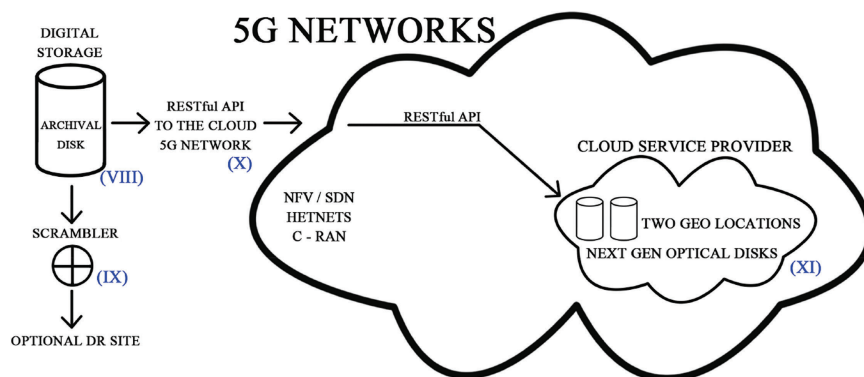 5G NETWORKS
DIGITAL
STORAGE
ARCHIVAL
DISK
(VIII)
RESTful API
TO THE CLOUD
5G NETWORK
(X)
SCRAMBLER
(IX)
OPTIONAL DR SITE
RESTful API
NFV / SDN
HETNETS
C - RAN
CLOUD SERVICE PROVIDER
TWO GEO LOCATIONS
NEXT GEN OPTICAL DISKS
(XI)